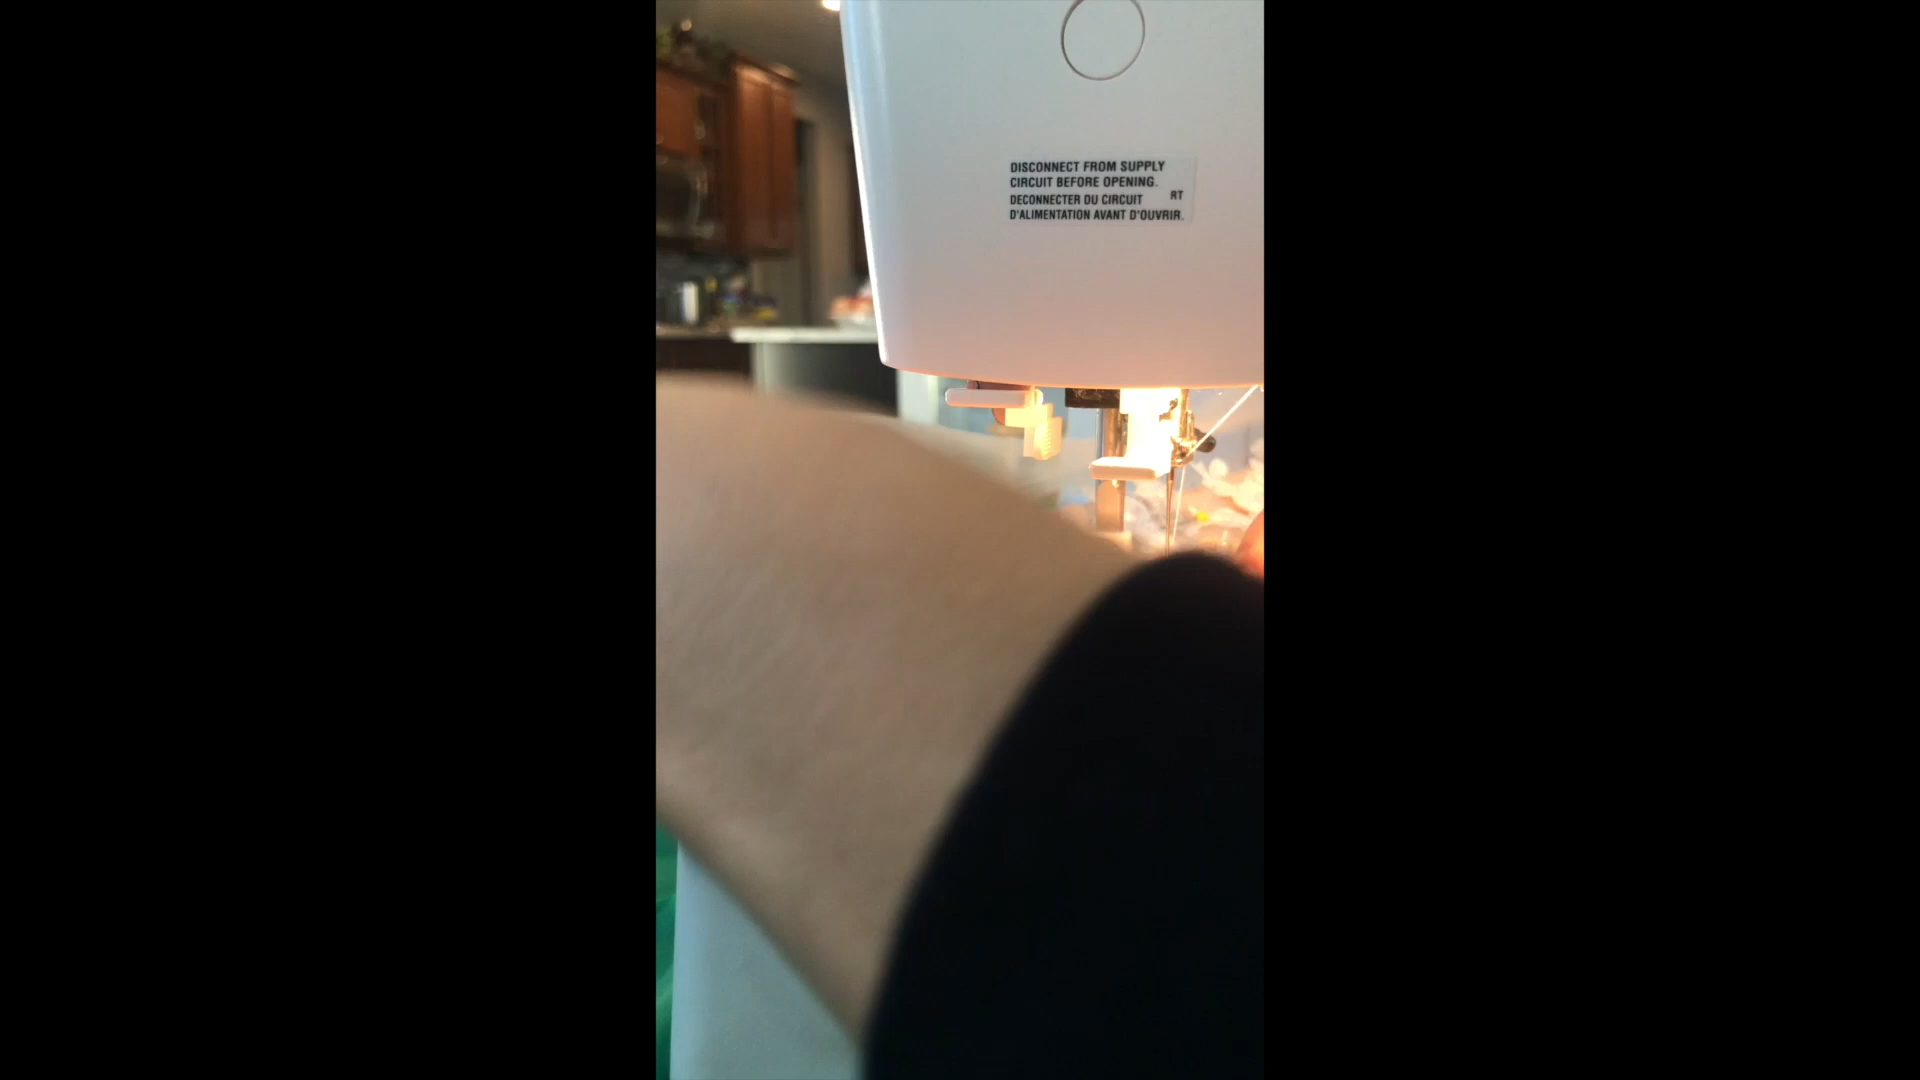 DISCONNECT FROM SUPPLY
CIRCUIT BEFORE OPENING.
DECONNECTER DU CIRCUIT RT
D'ALIMENTATION AVANT D'OUVRIR.